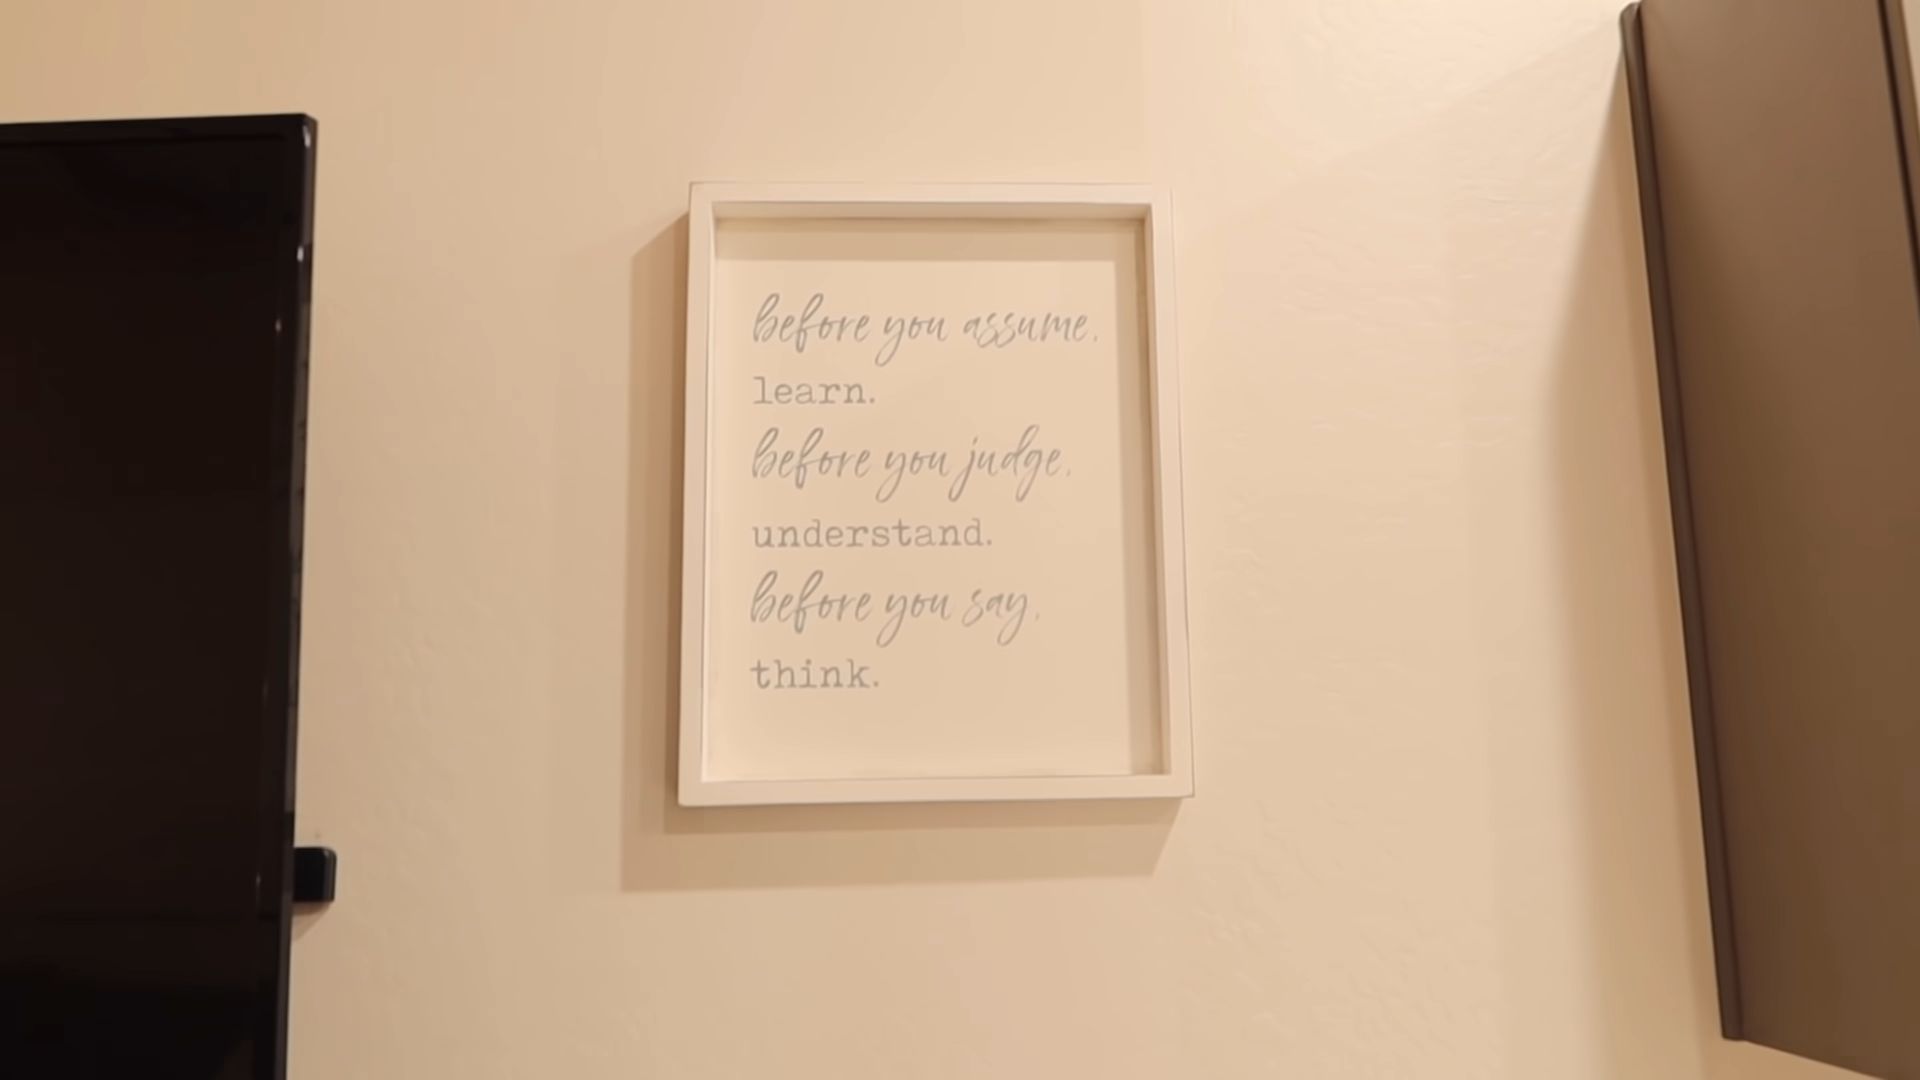 before you assume,
learn.
before you judge,
understand.
before you say,
think.